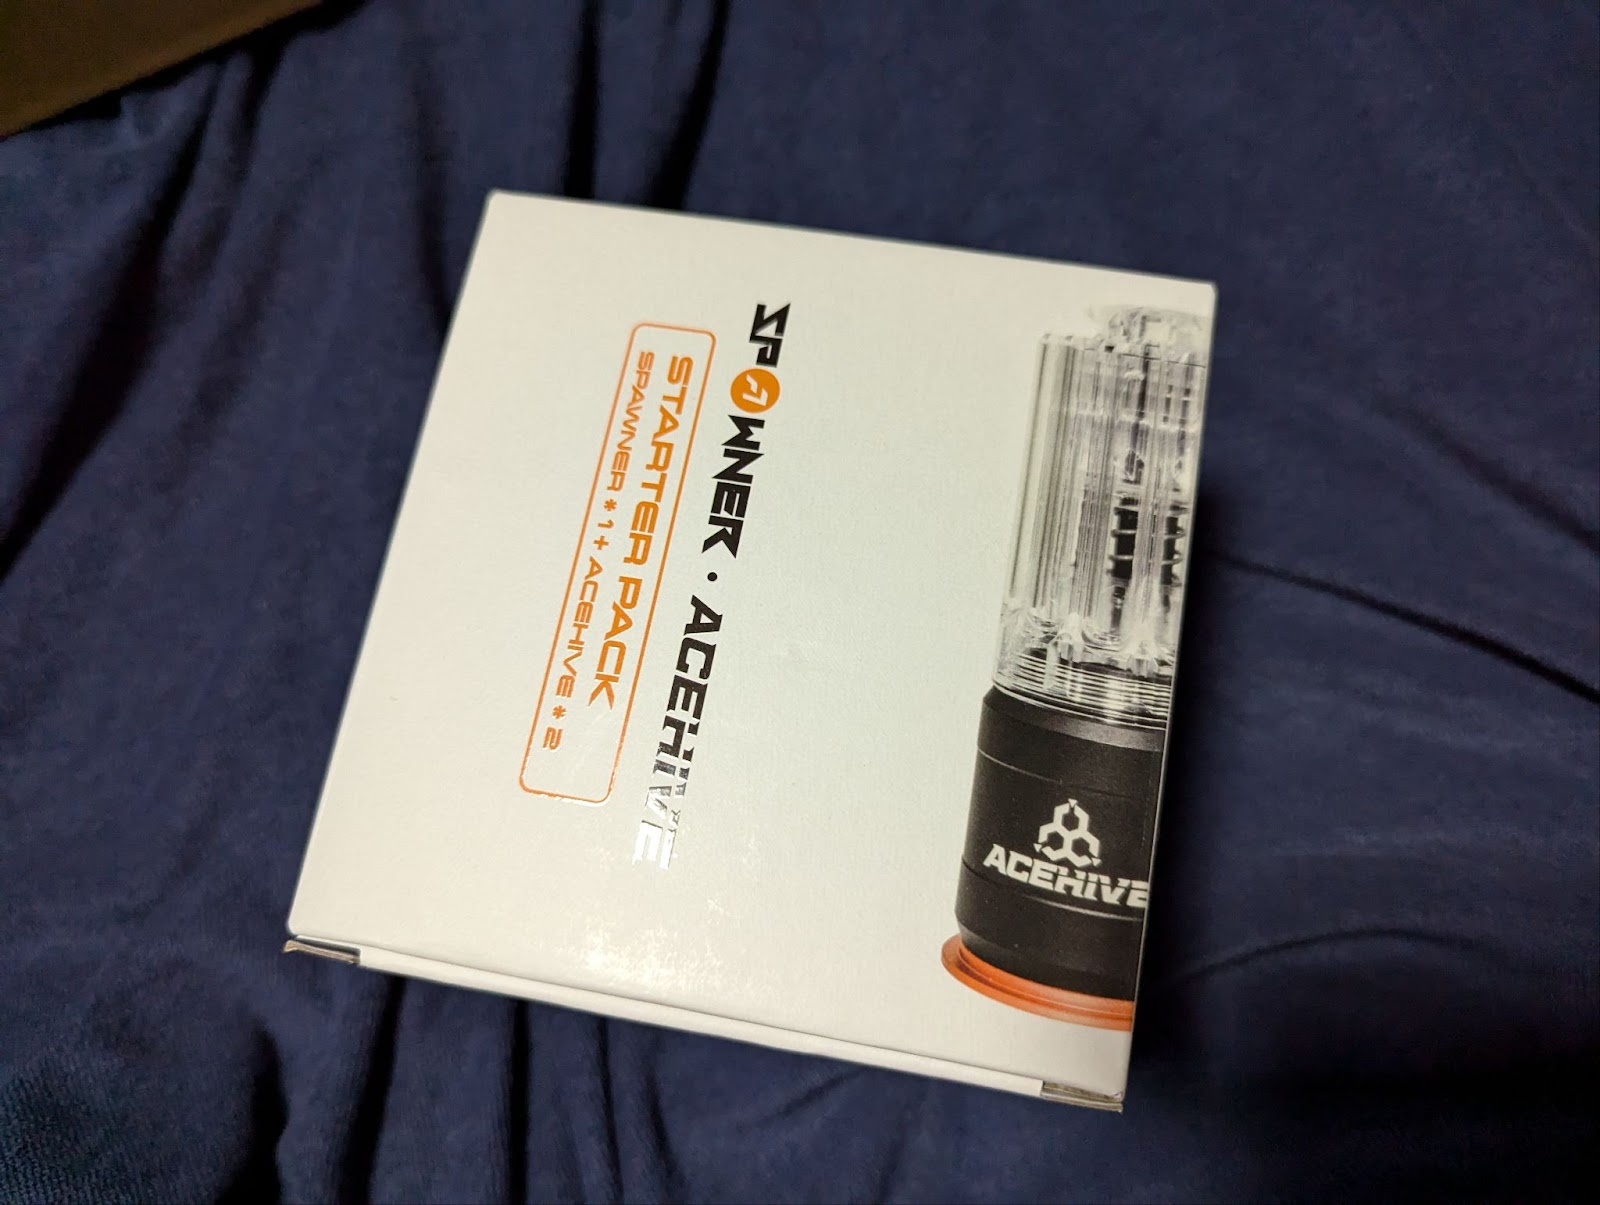 SPAWNER · ACEHIVE
STARTER PACK
SPAWNER * 1 + ACEHIVE * 2
ACEHIVE